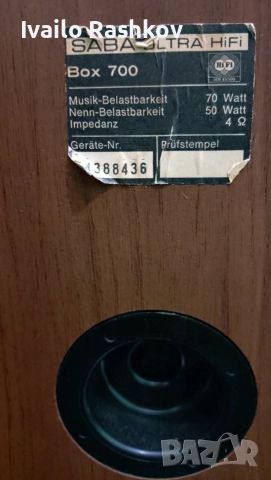 Ivailo Rashkov
SABA ULTRA HiFi
Box 700
HiFi
Musik-Belastbarkeit 70 Watt
Nenn-Belastbarkeit 50 Watt
Impedanz 4 Ω
Geräte-Nr. Prüfstempel
4388436
BAZAR